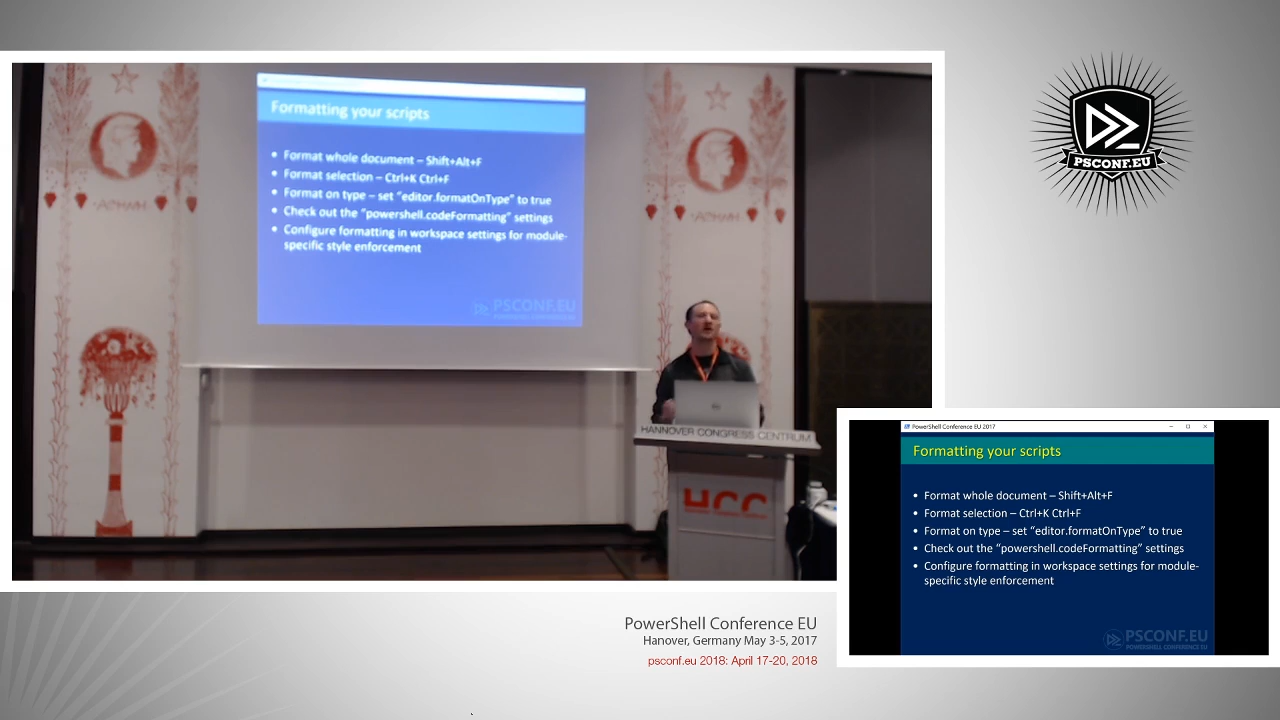 Formatting your scripts
• Format whole document – Shift+Alt+F
• Format selection – Ctrl+K Ctrl+F
• Format on type – set “editor.formatOnType” to true
• Check out the “powershell.codeFormatting” settings
• Configure formatting in workspace settings for module-
specific style enforcement
PSCONF.EU
POWERSHELL CONFERENCE EU
HANNOVER CONGRESS CENTRUM
HCC
PSCONF.EU
PowerShell Conference EU 2017
Formatting your scripts
• Format whole document – Shift+Alt+F
• Format selection – Ctrl+K Ctrl+F
• Format on type – set “editor.formatOnType” to true
• Check out the “powershell.codeFormatting” settings
• Configure formatting in workspace settings for module-
specific style enforcement
PSCONF.EU
POWERSHELL CONFERENCE EU
PowerShell Conference EU
Hanover, Germany May 3-5, 2017
psconf.eu 2018: April 17-20, 2018